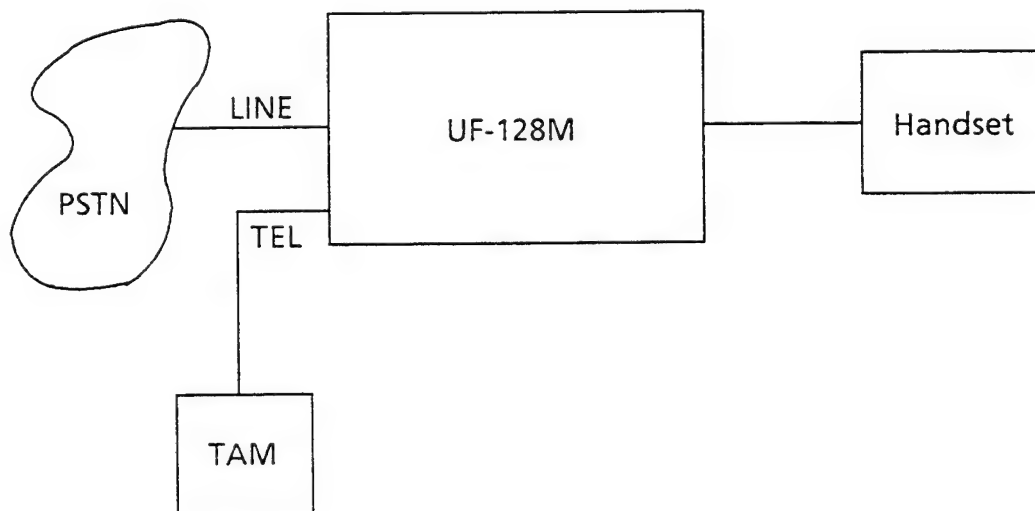 LINE
UF-128M
Handset
PSTN
TEL
TAM